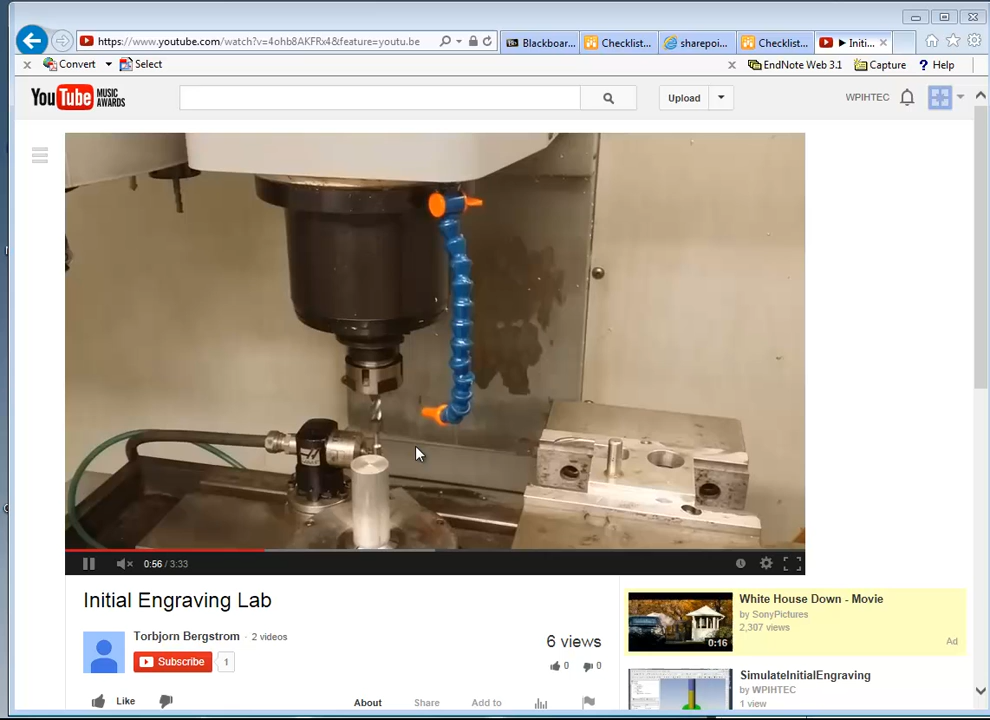 https://www.youtube.com/watch?v=4ohb8AKFRx4&feature=youtu.be
Blackboar...
Checklist...
sharepoi...
Checklist...
Initi...
Convert
Select
EndNote Web 3.1
Capture
Help
YouTube MUSIC AWARDS
Upload
WPIHTEC
0:56 / 3:33
Initial Engraving Lab
Torbjorn Bergstrom · 2 videos
Subscribe 1
6 views
0 0
Like
About
Share
Add to
White House Down - Movie
by SonyPictures
2,307 views
Ad
0:16
SimulateInitialEngraving
by WPIHTEC
1 view